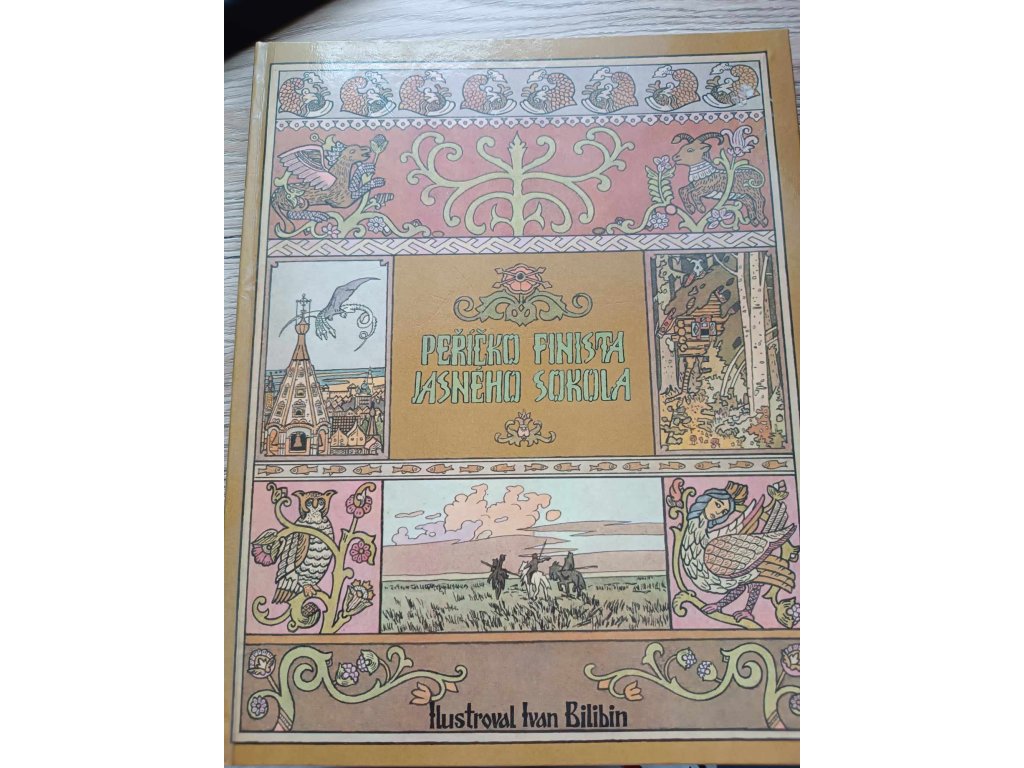 PEŘÍČKO FINISTA
JASNÉHO SOKOLA
Ilustroval Ivan Bilibin